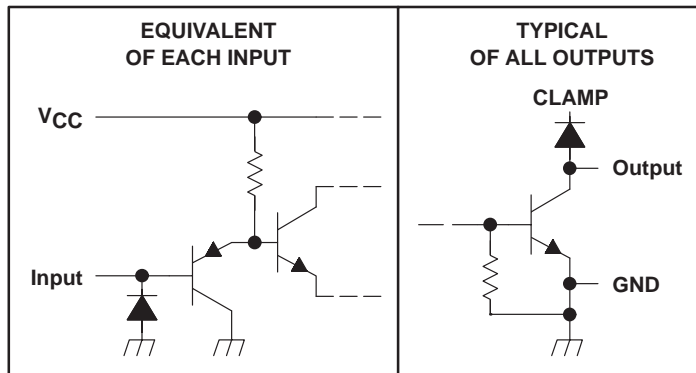 EQUIVALENT
OF EACH INPUT
VCC
Input
TYPICAL
OF ALL OUTPUTS
CLAMP
Output
GND